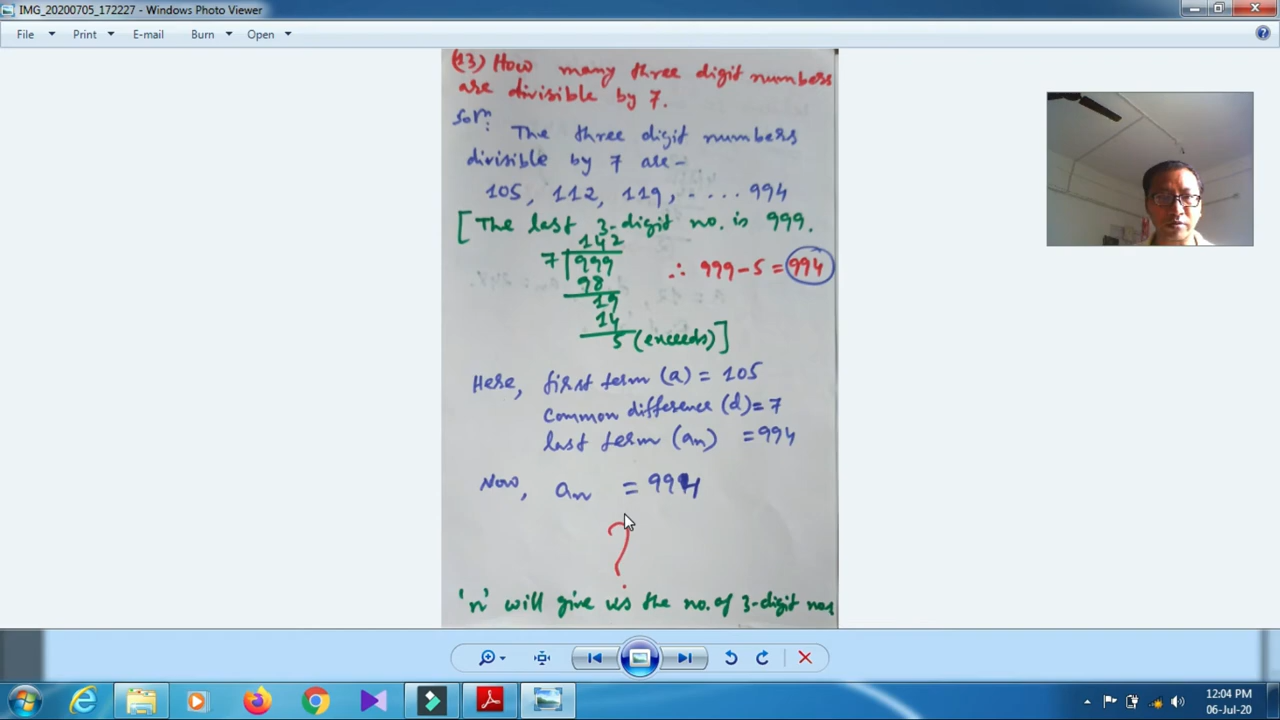 IMG_20200705_172227 - Windows Photo Viewer
File Print E-mail Burn Open
(13) How many three digit numbers
are divisible by 7.
Solⁿ: The three digit numbers
divisible by 7 are-
105, 112, 119, ..... 994
[The last 3-digit no. is 999.
142
7 999 ∴ 999-5=994
98
19
14
5 (exceeds)]
Here, first term (a) = 105
Common difference (d)=7
last term (an) =994
Now, an = 994
?
'n' will give us the no. of 3-digit nos
12:04 PM
06-Jul-20